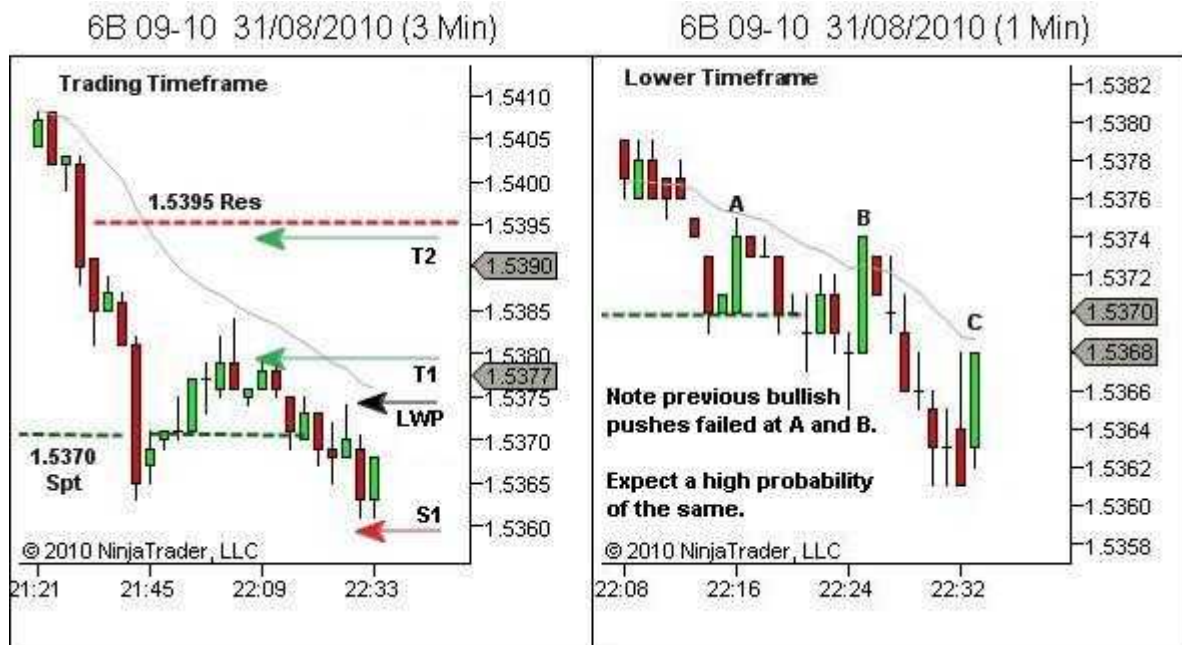 6B 09-10 31/08/2010 (3 Min)
6B 09-10 31/08/2010 (1 Min)
Trading Timeframe
1.5410
1.5405
1.5400
1.5395 Res
1.5395
T2
1.5390
1.5385
1.5380
T1
1.5377
1.5375
LWP
1.5370
1.5370
Spt
1.5365
S1
1.5360
© 2010 NinjaTrader, LLC
21:21
21:45
22:09
22:33
Lower Timeframe
1.5382
1.5380
1.5378
1.5376
A
B
1.5374
1.5372
1.5370
C
1.5368
Note previous bullish
pushes failed at A and B.
1.5366
1.5364
Expect a high probability
of the same.
1.5362
1.5360
1.5358
© 2010 NinjaTrader, LLC
22:08
22:16
22:24
22:32